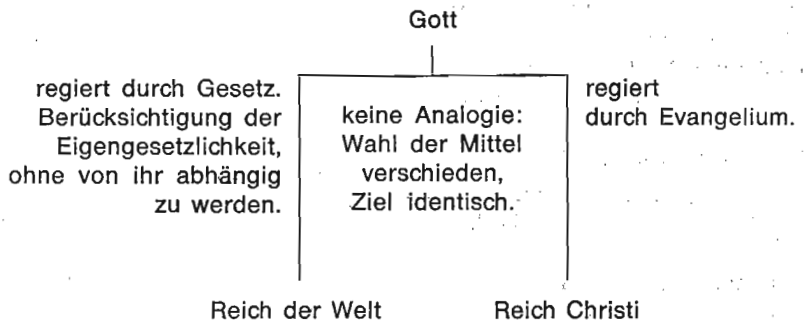 Gott
regiert durch Gesetz.
Berücksichtigung der
Eigengesetzlichkeit,
ohne von ihr abhängig
zu werden.
keine Analogie:
Wahl der Mittel
verschieden,
Ziel identisch.
regiert
durch Evangelium.
Reich der Welt
Reich Christi